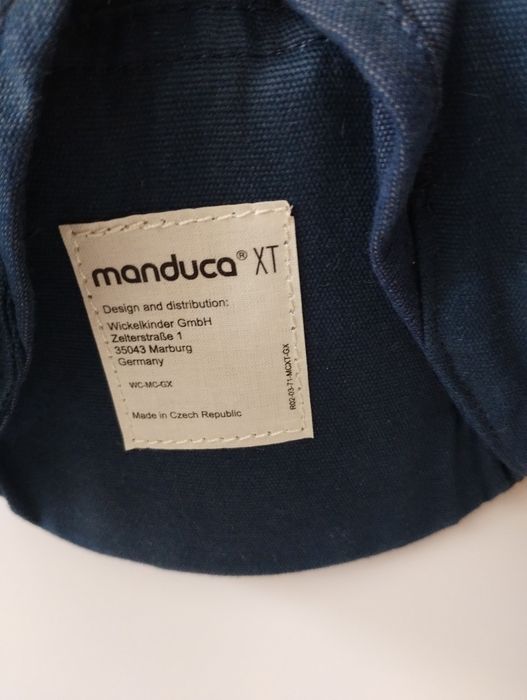 manduca® XT
Design and distribution:
Wickelkinder GmbH
Zelterstraße 1
35043 Marburg
Germany
WC-MC-GX
Made in Czech Republic
R02-03-71-MCXT-GX